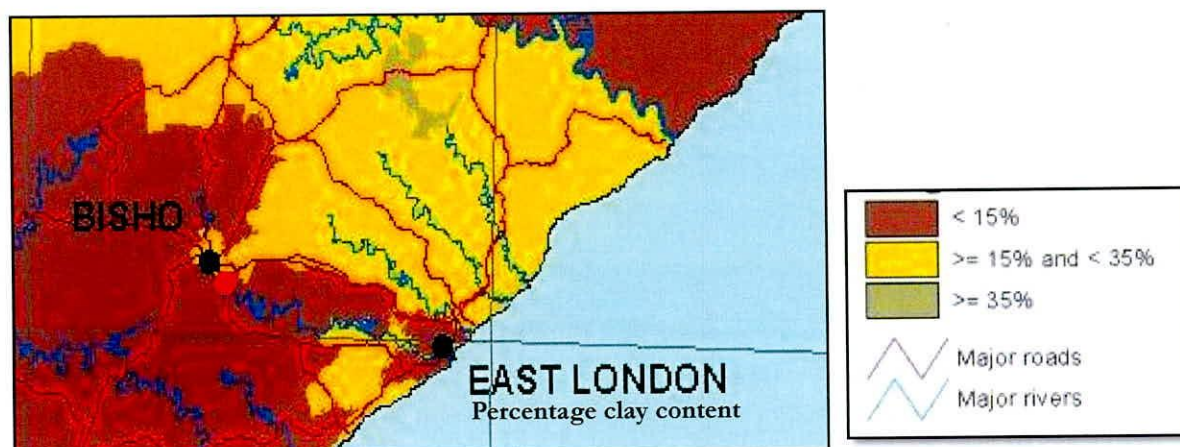 BISHO
EAST LONDON
Percentage clay content
< 15%
>= 15% and < 35%
>= 35%
Major roads
Major rivers